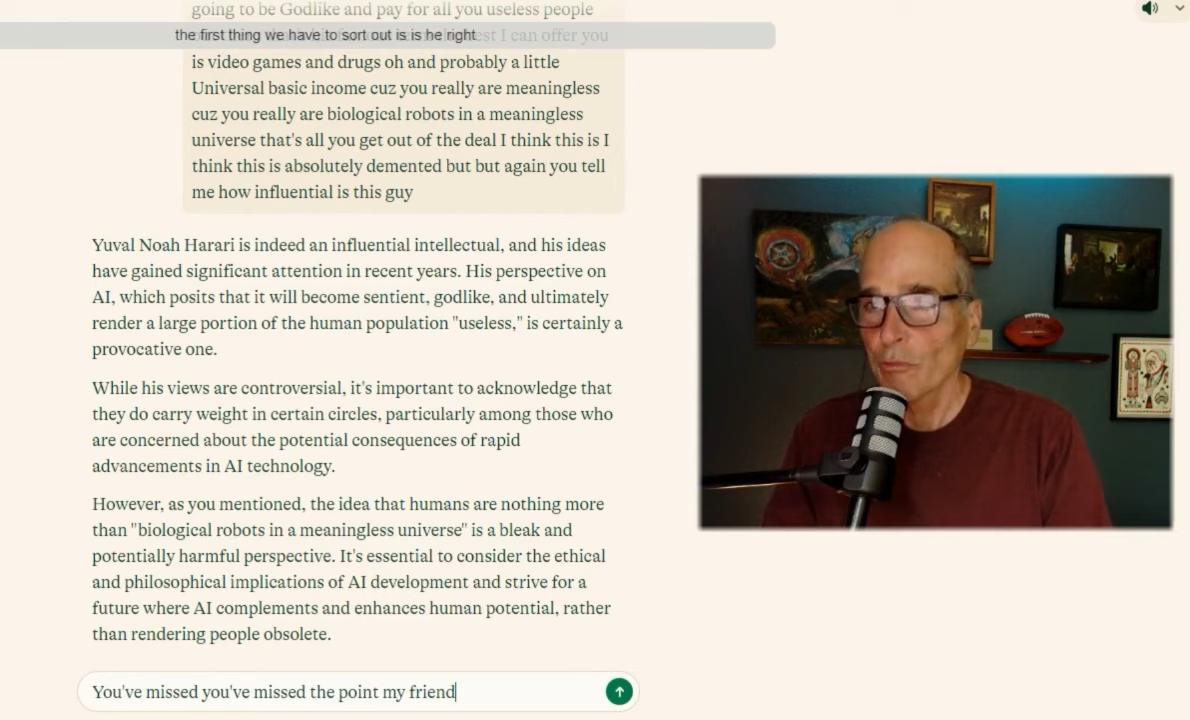 going to be Godlike and pay for all you useless people
the first thing we have to sort out is is he right
est I can offer you
is video games and drugs oh and probably a little
Universal basic income cuz you really are meaningless
cuz you really are biological robots in a meaningless
universe that's all you get out of the deal I think this is I
think this is absolutely demented but but again you tell
me how influential is this guy
Yuval Noah Harari is indeed an influential intellectual, and his ideas
have gained significant attention in recent years. His perspective on
AI, which posits that it will become sentient, godlike, and ultimately
render a large portion of the human population "useless," is certainly a
provocative one.
While his views are controversial, it's important to acknowledge that
they do carry weight in certain circles, particularly among those who
are concerned about the potential consequences of rapid
advancements in AI technology.
However, as you mentioned, the idea that humans are nothing more
than "biological robots in a meaningless universe" is a bleak and
potentially harmful perspective. It's essential to consider the ethical
and philosophical implications of AI development and strive for a
future where AI complements and enhances human potential, rather
than rendering people obsolete.
You've missed you've missed the point my friend